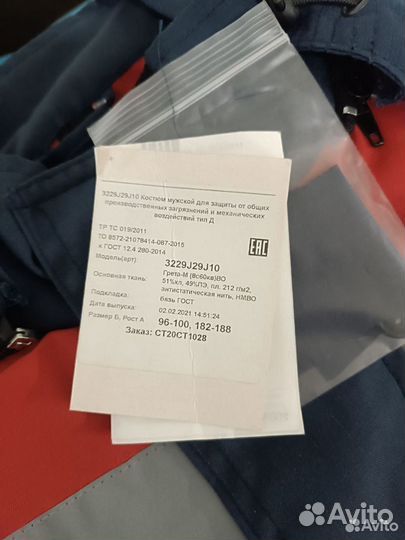 3229J29J10 Костюм мужской для защиты от общих
производственных загрязнений и механических
воздействий тип Д
ТР ТС 019/2011
ТО 8572-21078414-087-2015
к ГОСТ 12.4 280-2014
EAC
Модель(арт): 3229J29J10
Основная ткань: Грета-М (8с60кв)ВО
51%хл, 49%ПЭ, пл. 212 г/м2,
антистатическая нить, НМВО
Подкладка: бязь ГОСТ
Дата выпуска: 02.02.2021 14:51:24
Размер Б, Рост А 96-100, 182-188
Заказ: СТ20СТ1028
Avito
Avito